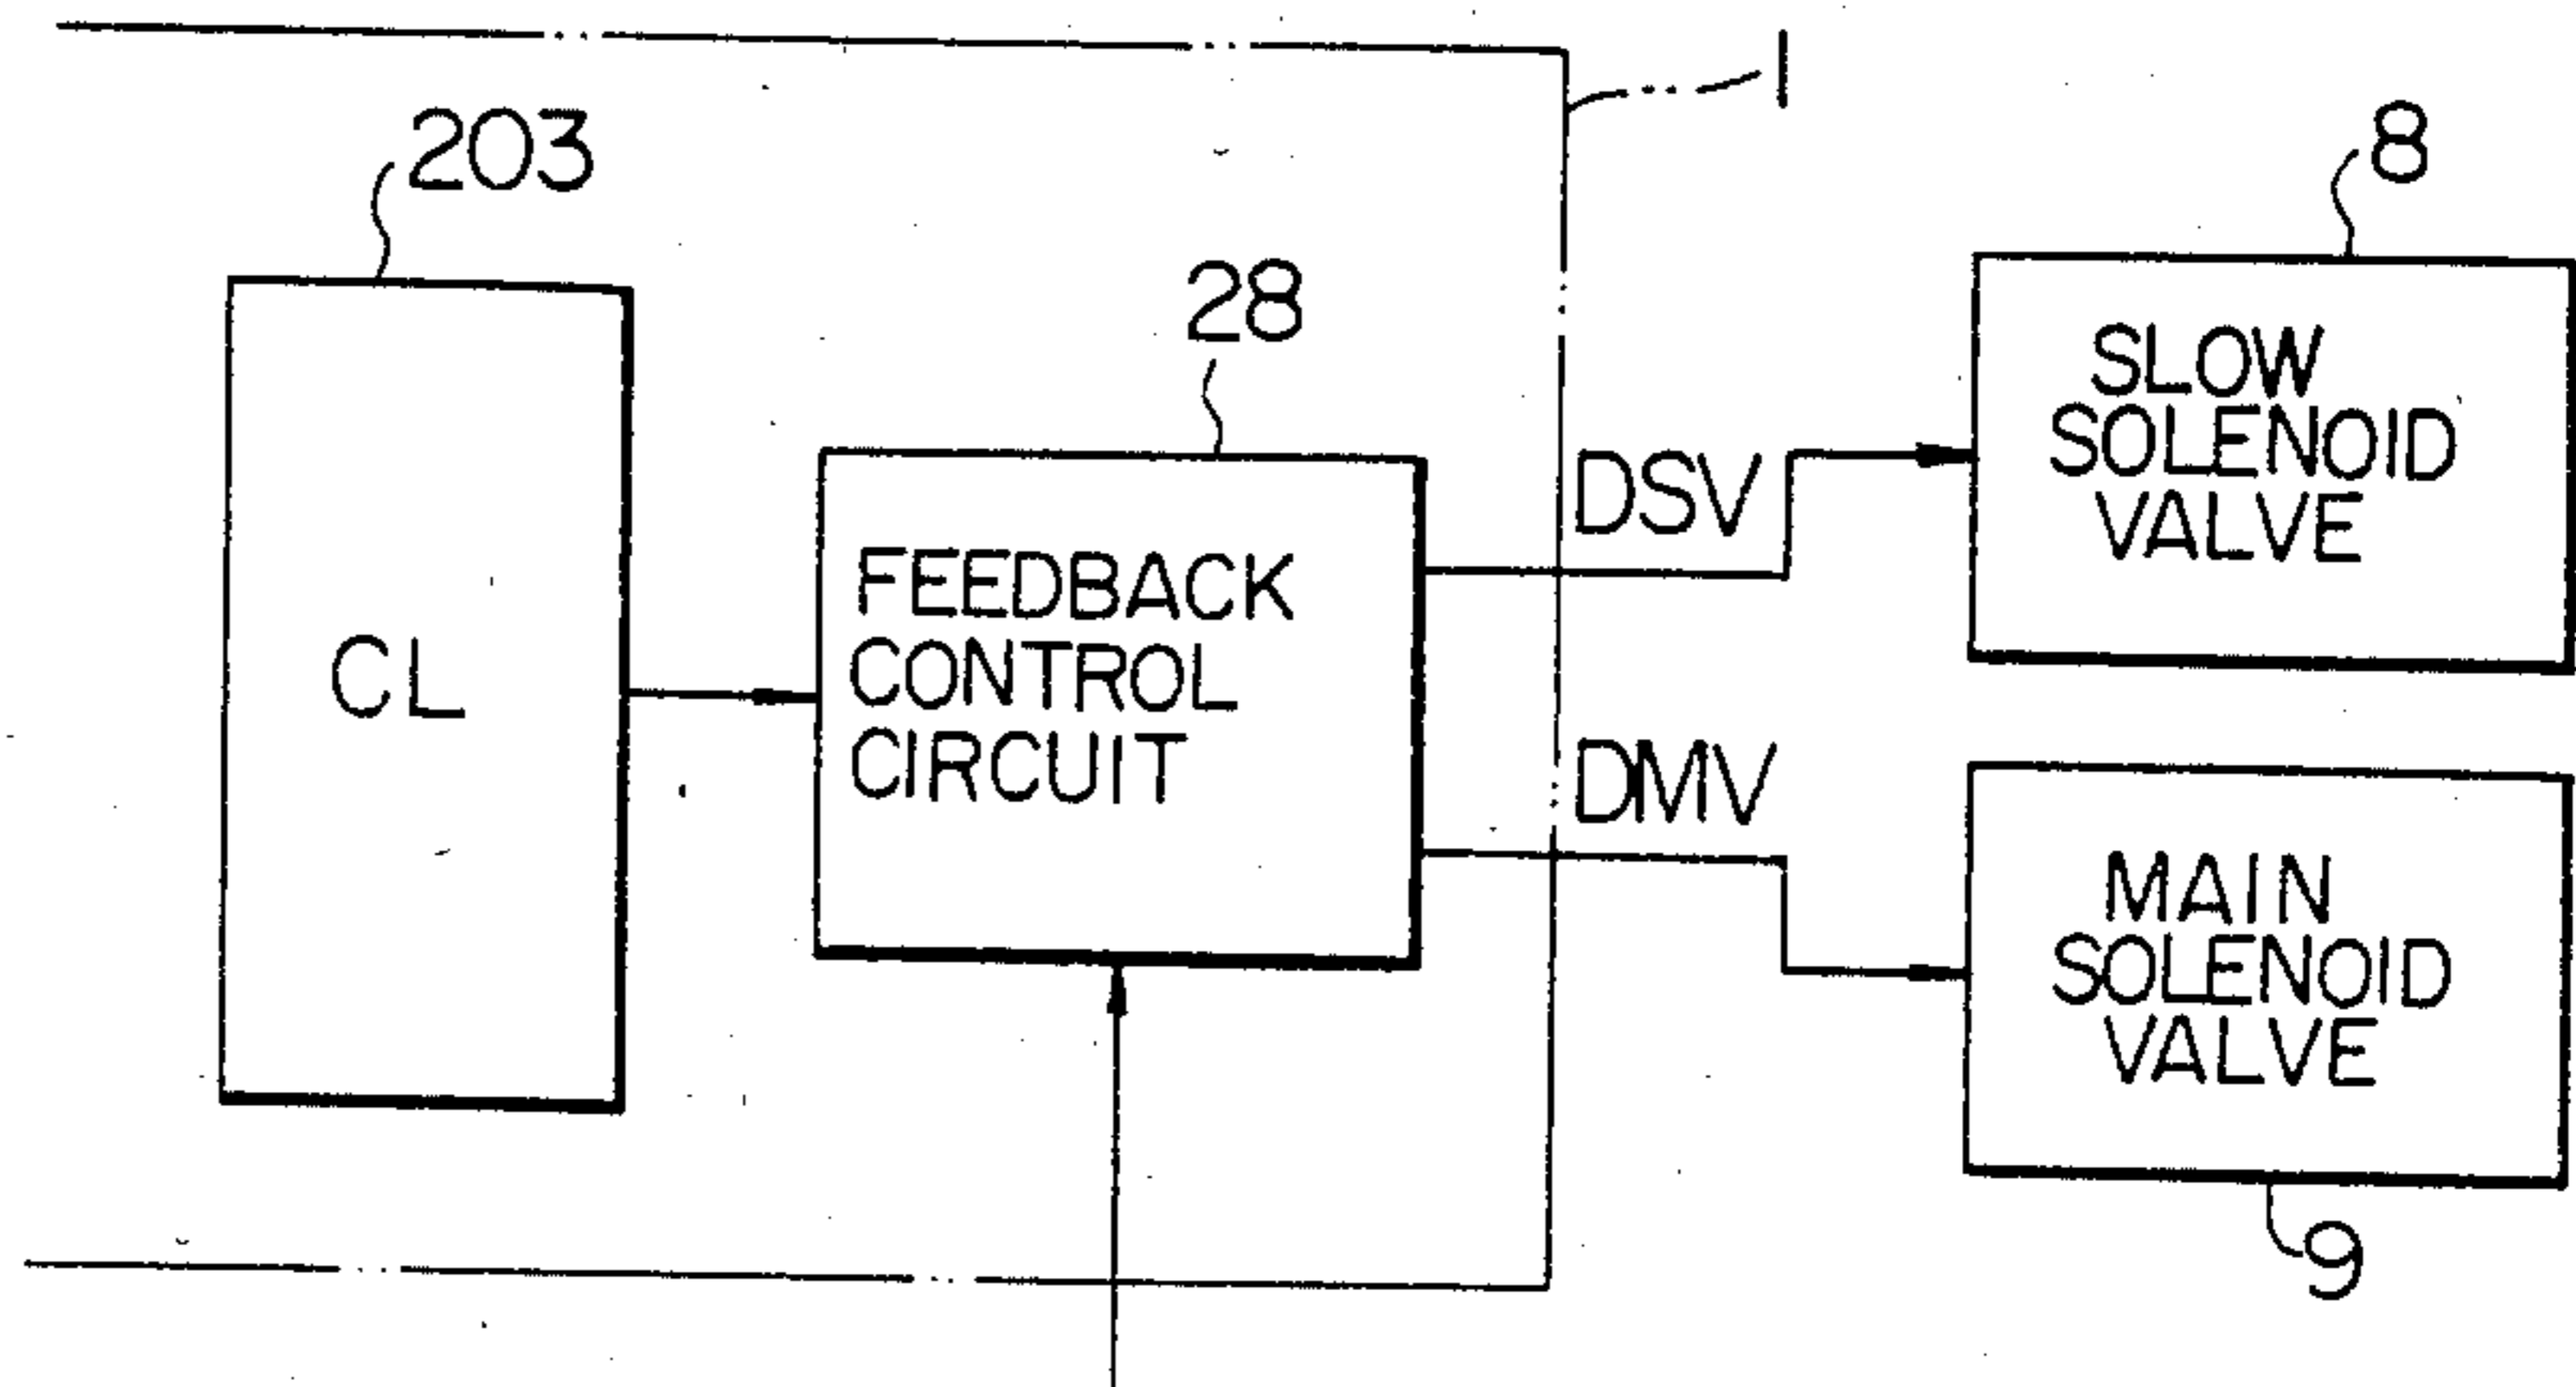 1
203
8
28
SLOW
SOLENOID
VALVE
DSV
FEEDBACK
CONTROL
CIRCUIT
CL
DMV
MAIN
SOLENOID
VALVE
9